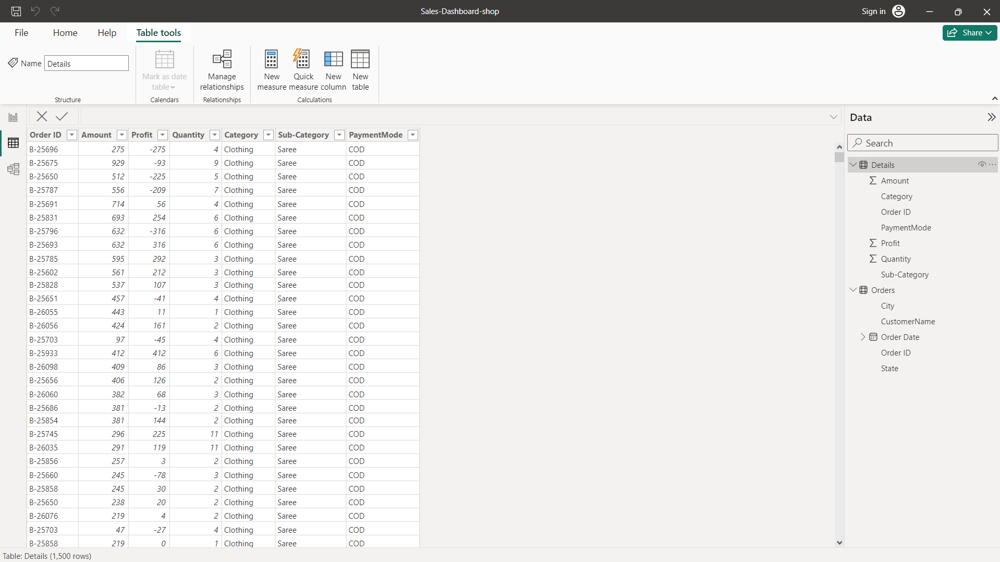 Sales-Dashboard-shop
Sign in
File Home Help Table tools
Share
Name Details
Mark as date table
Manage relationships
New measure
Quick measure
New column
New table
Structure Calendars Relationships Calculations
Order ID Amount Profit Quantity Category Sub-Category PaymentMode
B-25696 275 -275 4 Clothing Saree COD
B-25675 929 -93 9 Clothing Saree COD
B-25650 512 -225 5 Clothing Saree COD
B-25787 556 -209 7 Clothing Saree COD
B-25691 714 56 4 Clothing Saree COD
B-25831 693 254 6 Clothing Saree COD
B-25796 632 -316 6 Clothing Saree COD
B-25693 632 316 6 Clothing Saree COD
B-25785 595 292 3 Clothing Saree COD
B-25602 561 212 3 Clothing Saree COD
B-25828 537 107 3 Clothing Saree COD
B-25651 457 -41 4 Clothing Saree COD
B-26055 443 11 1 Clothing Saree COD
B-26056 424 161 2 Clothing Saree COD
B-25703 97 -45 4 Clothing Saree COD
B-25933 412 412 6 Clothing Saree COD
B-26098 409 86 3 Clothing Saree COD
B-25656 406 126 2 Clothing Saree COD
B-26060 382 68 3 Clothing Saree COD
B-25686 381 -13 2 Clothing Saree COD
B-25854 381 144 2 Clothing Saree COD
B-25745 296 225 11 Clothing Saree COD
B-26035 291 119 11 Clothing Saree COD
B-25856 257 3 2 Clothing Saree COD
B-25660 245 -78 3 Clothing Saree COD
B-25858 245 30 2 Clothing Saree COD
B-25650 238 20 2 Clothing Saree COD
B-26076 219 4 2 Clothing Saree COD
B-25703 47 -27 4 Clothing Saree COD
B-25858 219 0 1 Clothing Saree COD
Data
Search
Details
Amount
Category
Order ID
PaymentMode
Profit
Quantity
Sub-Category
Orders
City
CustomerName
Order Date
Order ID
State
Table: Details (1,500 rows)